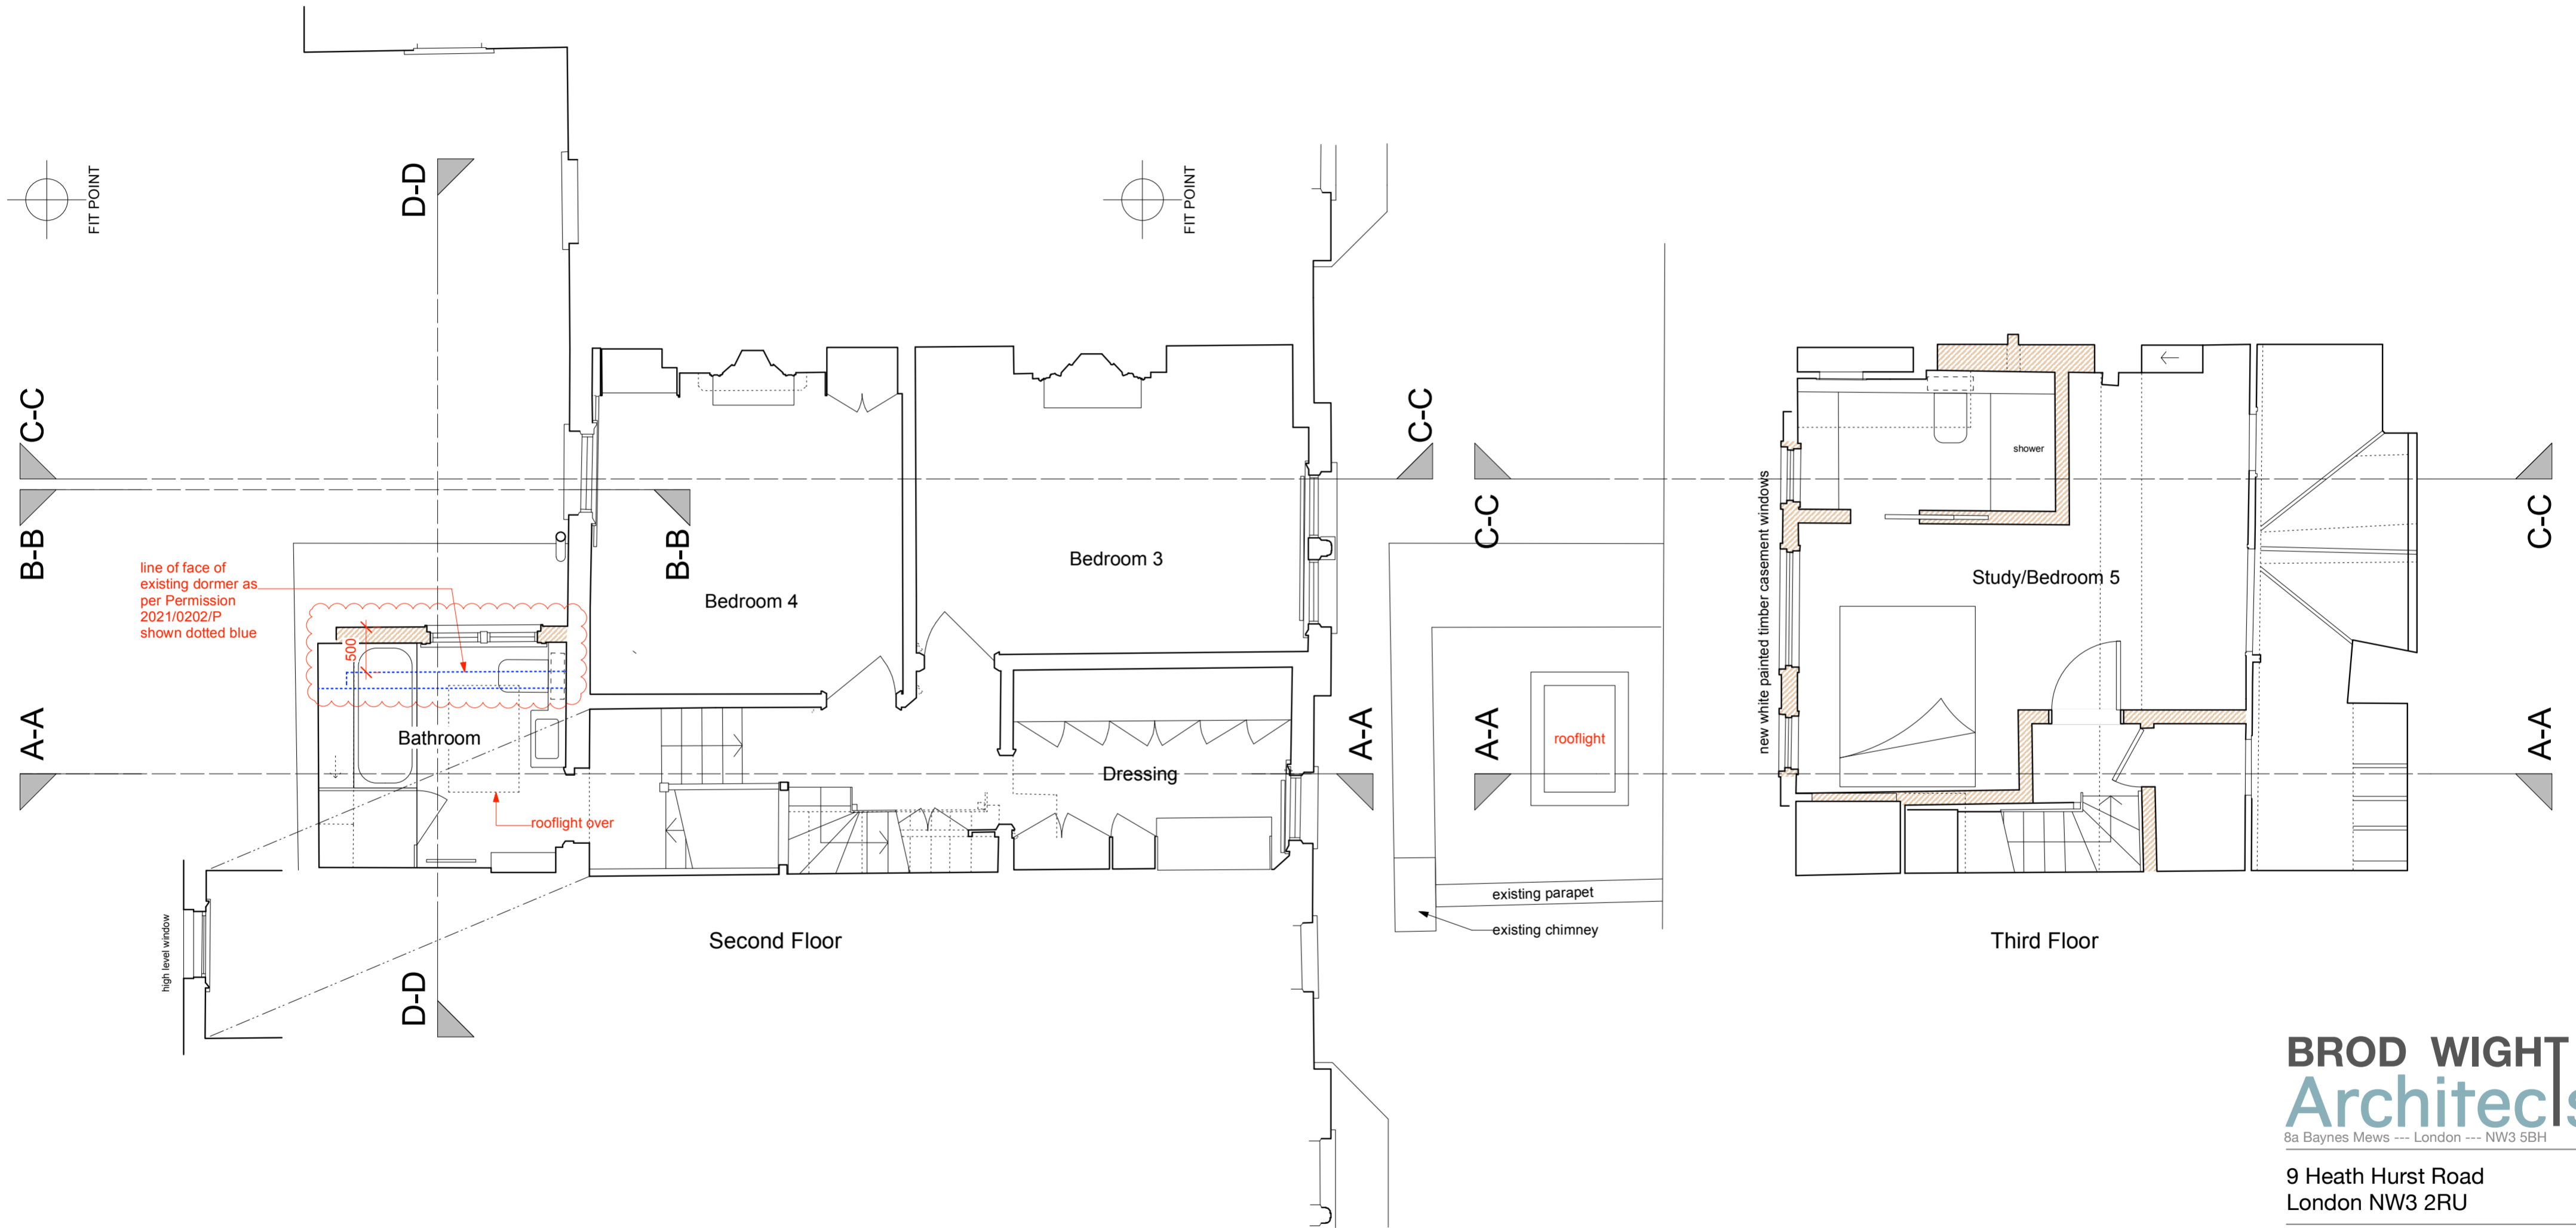 FIT POINT
D-D
FIT POINT
C-C
B-B
B-B
C-C
C-C
C-C
line of face of
existing dormer as
per Permission
2021/0202/P
shown dotted blue
500
Bedroom 4
Bedroom 3
Bathroom
Dressing
rooflight over
A-A
A-A
A-A
A-A
rooflight
new white painted timber casement windows
shower
Study/Bedroom 5
high level window
D-D
existing parapet
existing chimney
Second Floor
Third Floor
BROD WIGHT
Architects
8a Baynes Mews --- London --- NW3 5BH
9 Heath Hurst Road
London NW3 2RU